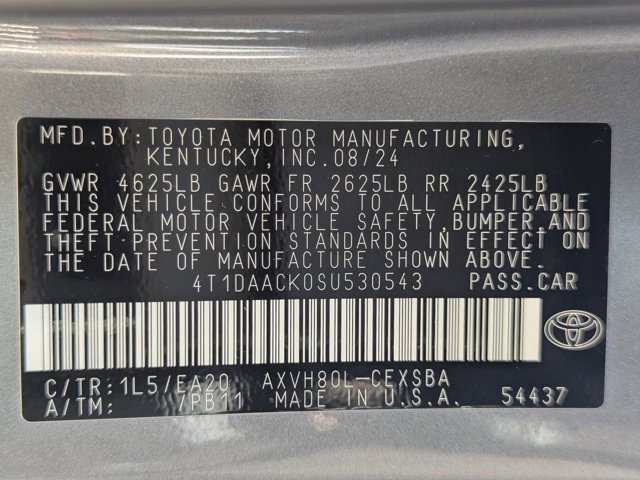 MFD.BY:TOYOTA MOTOR MANUFACTURING,
KENTUCKY, INC. 08/24
GVWR 4625LB GAWR FR 2625LB RR 2425LB
THIS VEHICLE CONFORMS TO ALL APPLICABLE
FEDERAL MOTOR VEHICLE SAFETY, BUMPER, AND
THEFT PREVENTION STANDARDS IN EFFECT ON
THE DATE OF MANUFACTURE SHOWN ABOVE.
4T1DAACK0SU530543 PASS.CAR
C/TR:1L5/EA20 AXVH80L-CEXSBA
A/TM: 7PB11 MADE IN U.S.A. 54437